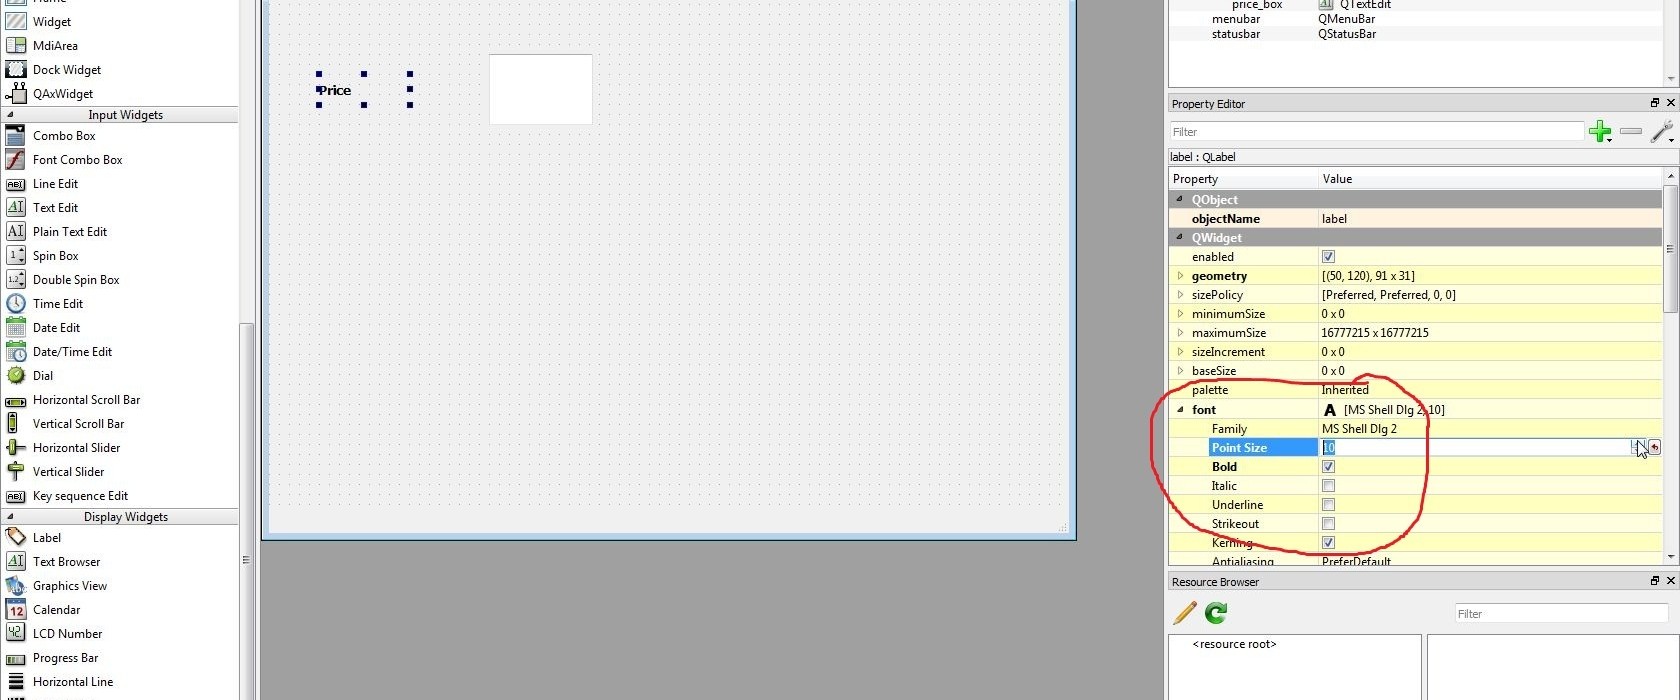 Widget
MdiArea
Dock Widget
QAxWidget
Input Widgets
Combo Box
Font Combo Box
Line Edit
Text Edit
Plain Text Edit
Spin Box
Double Spin Box
Time Edit
Date Edit
Date/Time Edit
Dial
Horizontal Scroll Bar
Vertical Scroll Bar
Horizontal Slider
Vertical Slider
Key sequence Edit
Display Widgets
Label
Text Browser
Graphics View
Calendar
LCD Number
Progress Bar
Horizontal Line
Price
price_box QTextEdit
menubar QMenuBar
statusbar QStatusBar
Property Editor
Filter
label : QLabel
Property Value
QObject
objectName label
QWidget
enabled
geometry [(50, 120), 91 x 31]
sizePolicy [Preferred, Preferred, 0, 0]
minimumSize 0 x 0
maximumSize 16777215 x 16777215
sizeIncrement 0 x 0
baseSize 0 x 0
palette Inherited
font A [MS Shell Dlg 2, 10]
Family MS Shell Dlg 2
Point Size 10
Bold
Italic
Underline
Strikeout
Kerning
Antialiasing PreferDefault
Resource Browser
Filter
<resource root>